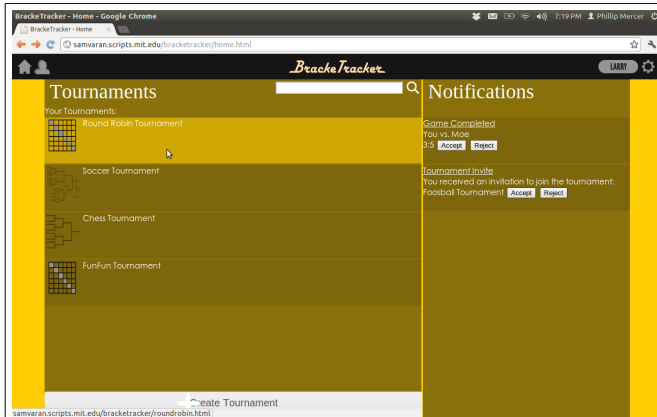 BrackeTracker - Home - Google Chrome
7:19 PM Phillip Mercer
BrackeTracker - Home
samvaran.scripts.mit.edu/bracketracker/home.html
BrackeTracker
LARRY
Tournaments
Notifications
Your Tournaments:
Round Robin Tournament
Game Completed
You vs. Moe
3:5 Accept Reject
Soccer Tournament
Tournament Invite
You received an invitation to join the tournament:
Foosball Tournament Accept Reject
Chess Tournament
FunFun Tournament
Create Tournament
samvaran.scripts.mit.edu/bracketracker/roundrobin.html